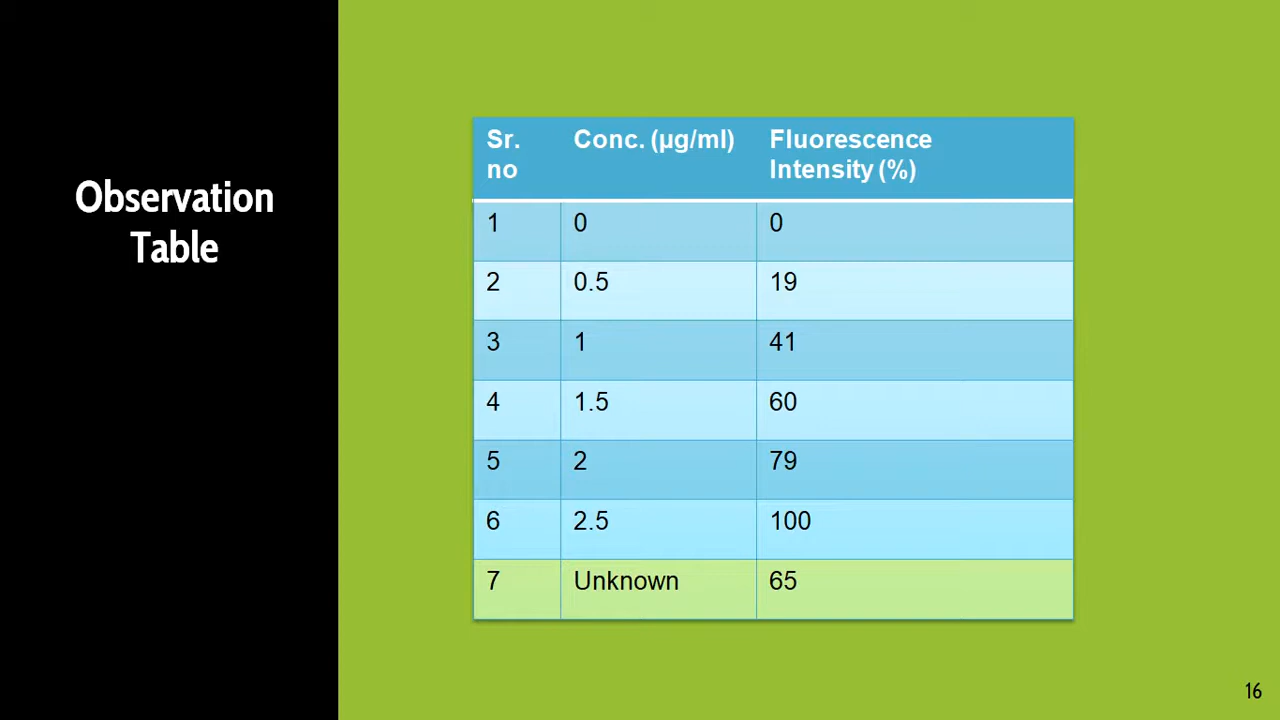 Observation
Table
Sr. no Conc. (µg/ml) Fluorescence Intensity (%)
1 0 0
2 0.5 19
3 1 41
4 1.5 60
5 2 79
6 2.5 100
7 Unknown 65
16